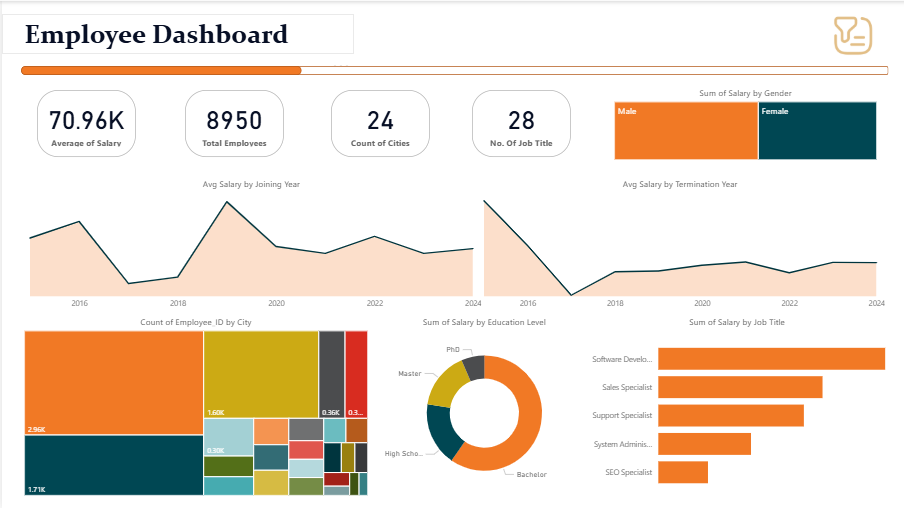 Employee Dashboard
70.96K
Average of Salary
8950
Total Employees
24
Count of Cities
28
No. Of Job Title
Sum of Salary by Gender
Male
Female
Avg Salary by Joining Year
2016
2018
2020
2022
2024
Avg Salary by Termination Year
2016
2018
2020
2022
2024
Count of Employee_ID by City
2.96K
1.71K
1.60K
0.36K
0.3...
0.30K
Sum of Salary by Education Level
PhD
Master
High Scho...
Bachelor
Sum of Salary by Job Title
Software Develo...
Sales Specialist
Support Specialist
System Adminis...
SEO Specialist